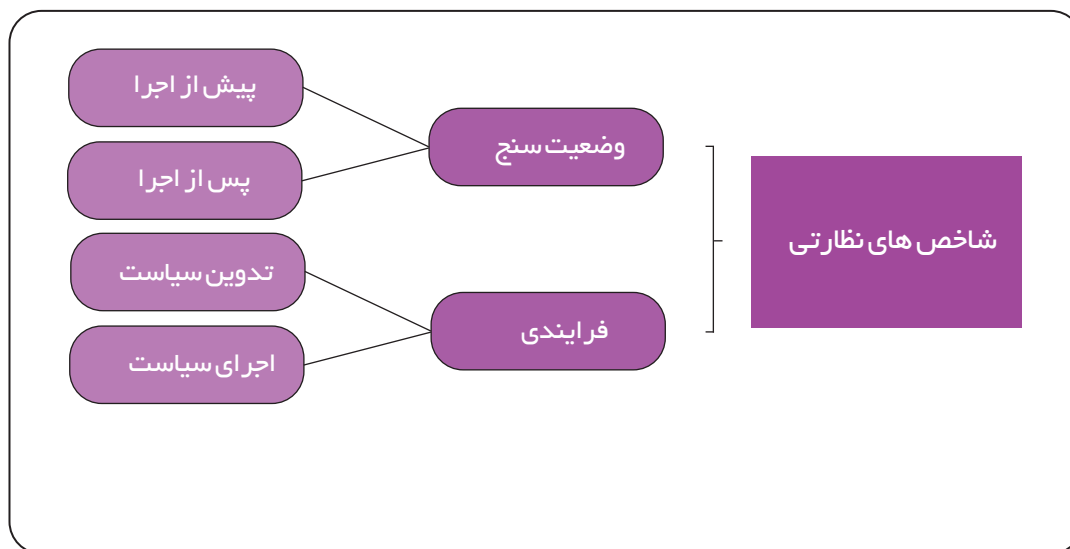 شاخص های نظارتی
وضعیت سنج
پیش از اجرا
پس از اجرا
فرایندی
تدوین سیاست
اجرای سیاست